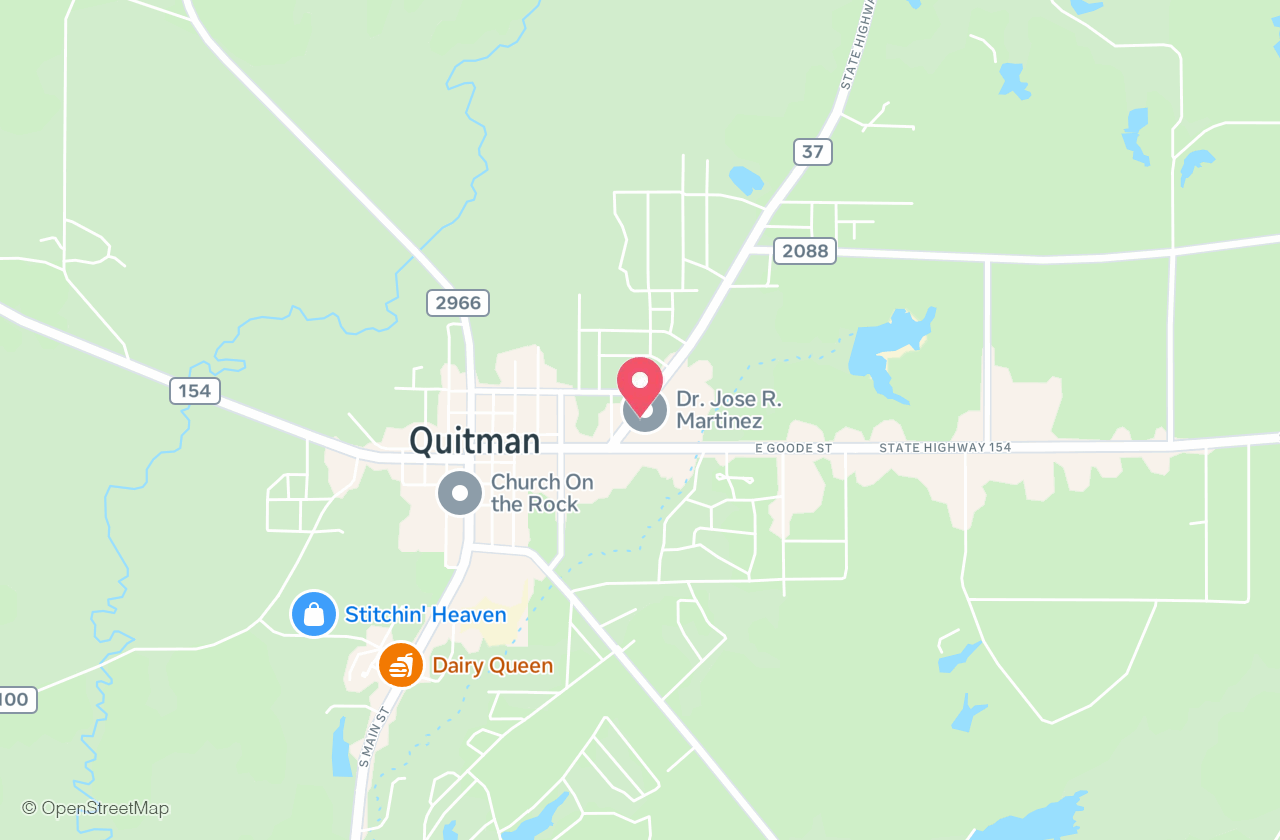 STATE HIGHWA
37
2088
2966
154
Dr. Jose R.
Martinez
Quitman
E GOODE ST
STATE HIGHWAY 154
Church On
the Rock
Stitchin' Heaven
Dairy Queen
100
S MAIN ST
© OpenStreetMap